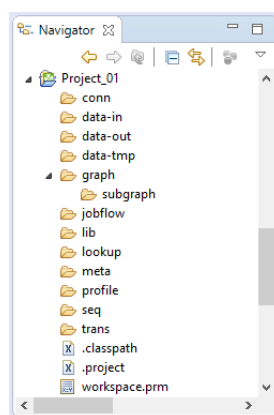 Navigator
Project_01
conn
data-in
data-out
data-tmp
graph
subgraph
jobflow
lib
lookup
meta
profile
seq
trans
.classpath
.project
workspace.prm